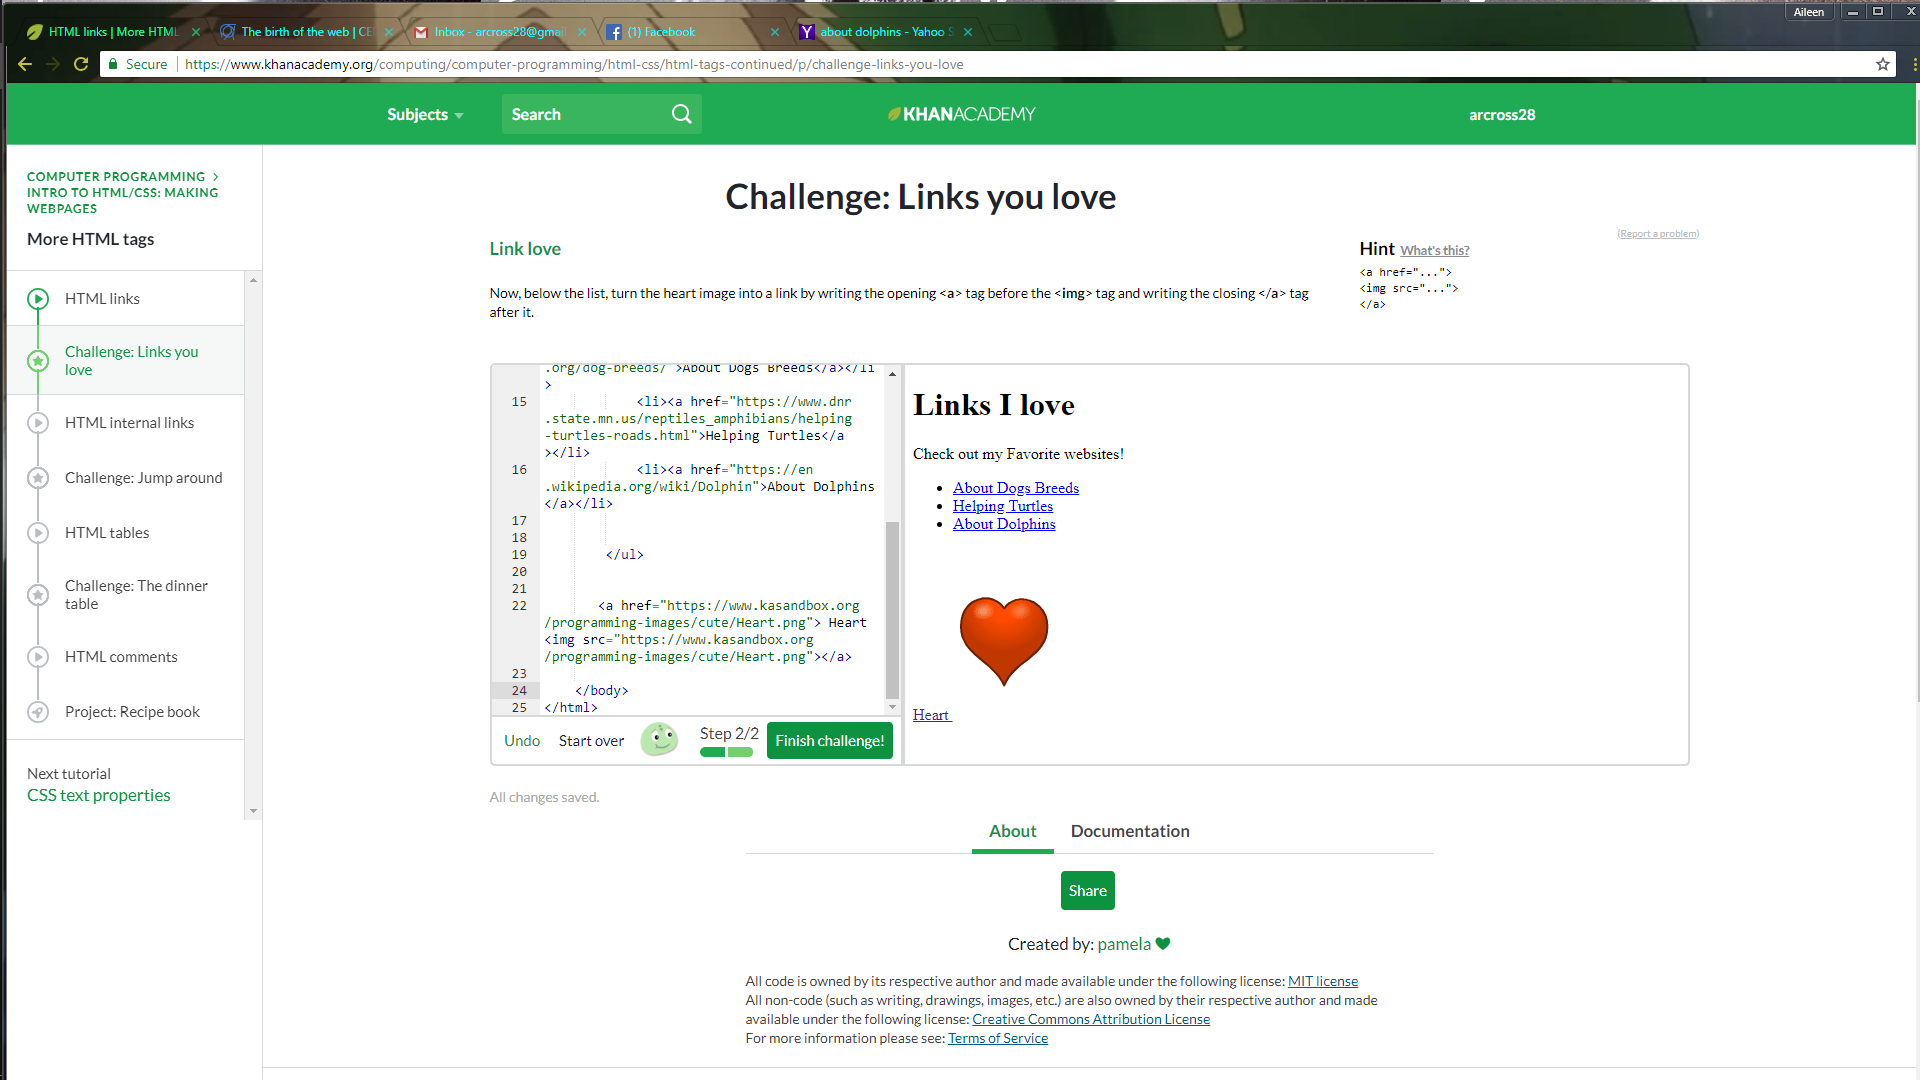 Aileen
HTML links | More HTML
The birth of the web | CE
Inbox - arcross28@gmai
(1) Facebook
about dolphins - Yahoo S
Secure
https://www.khanacademy.org/computing/computer-programming/html-css/html-tags-continued/p/challenge-links-you-love
Subjects
Search
KHANACADEMY
arcross28
COMPUTER PROGRAMMING >
INTRO TO HTML/CSS: MAKING
WEBPAGES
More HTML tags
HTML links
Challenge: Links you
love
HTML internal links
Challenge: Jump around
HTML tables
Challenge: The dinner
table
HTML comments
Project: Recipe book
Next tutorial
CSS text properties
Challenge: Links you love
(Report a problem)
Link love
Now, below the list, turn the heart image into a link by writing the opening <a> tag before the <img> tag and writing the closing </a> tag
after it.
Hint What's this?
<a href="...">
<img src="...">
</a>
.org/dog-breeds/">About Dogs Breeds</a></li
>
15 <li><a href="https://www.dnr
.state.mn.us/reptiles_amphibians/helping
-turtles-roads.html">Helping Turtles</a
></li>
16 <li><a href="https://en
.wikipedia.org/wiki/Dolphin">About Dolphins
</a></li>
17
18
19 </ul>
20
21
22 <a href="https://www.kasandbox.org
/programming-images/cute/Heart.png"> Heart
<img src="https://www.kasandbox.org
/programming-images/cute/Heart.png"></a>
23
24 </body>
25 </html>
Undo
Start over
Step 2/2
Finish challenge!
Links I love
Check out my Favorite websites!
About Dogs Breeds
Helping Turtles
About Dolphins
Heart
All changes saved.
About
Documentation
Share
Created by: pamela
All code is owned by its respective author and made available under the following license: MIT license
All non-code (such as writing, drawings, images, etc.) are also owned by their respective author and made
available under the following license: Creative Commons Attribution License
For more information please see: Terms of Service